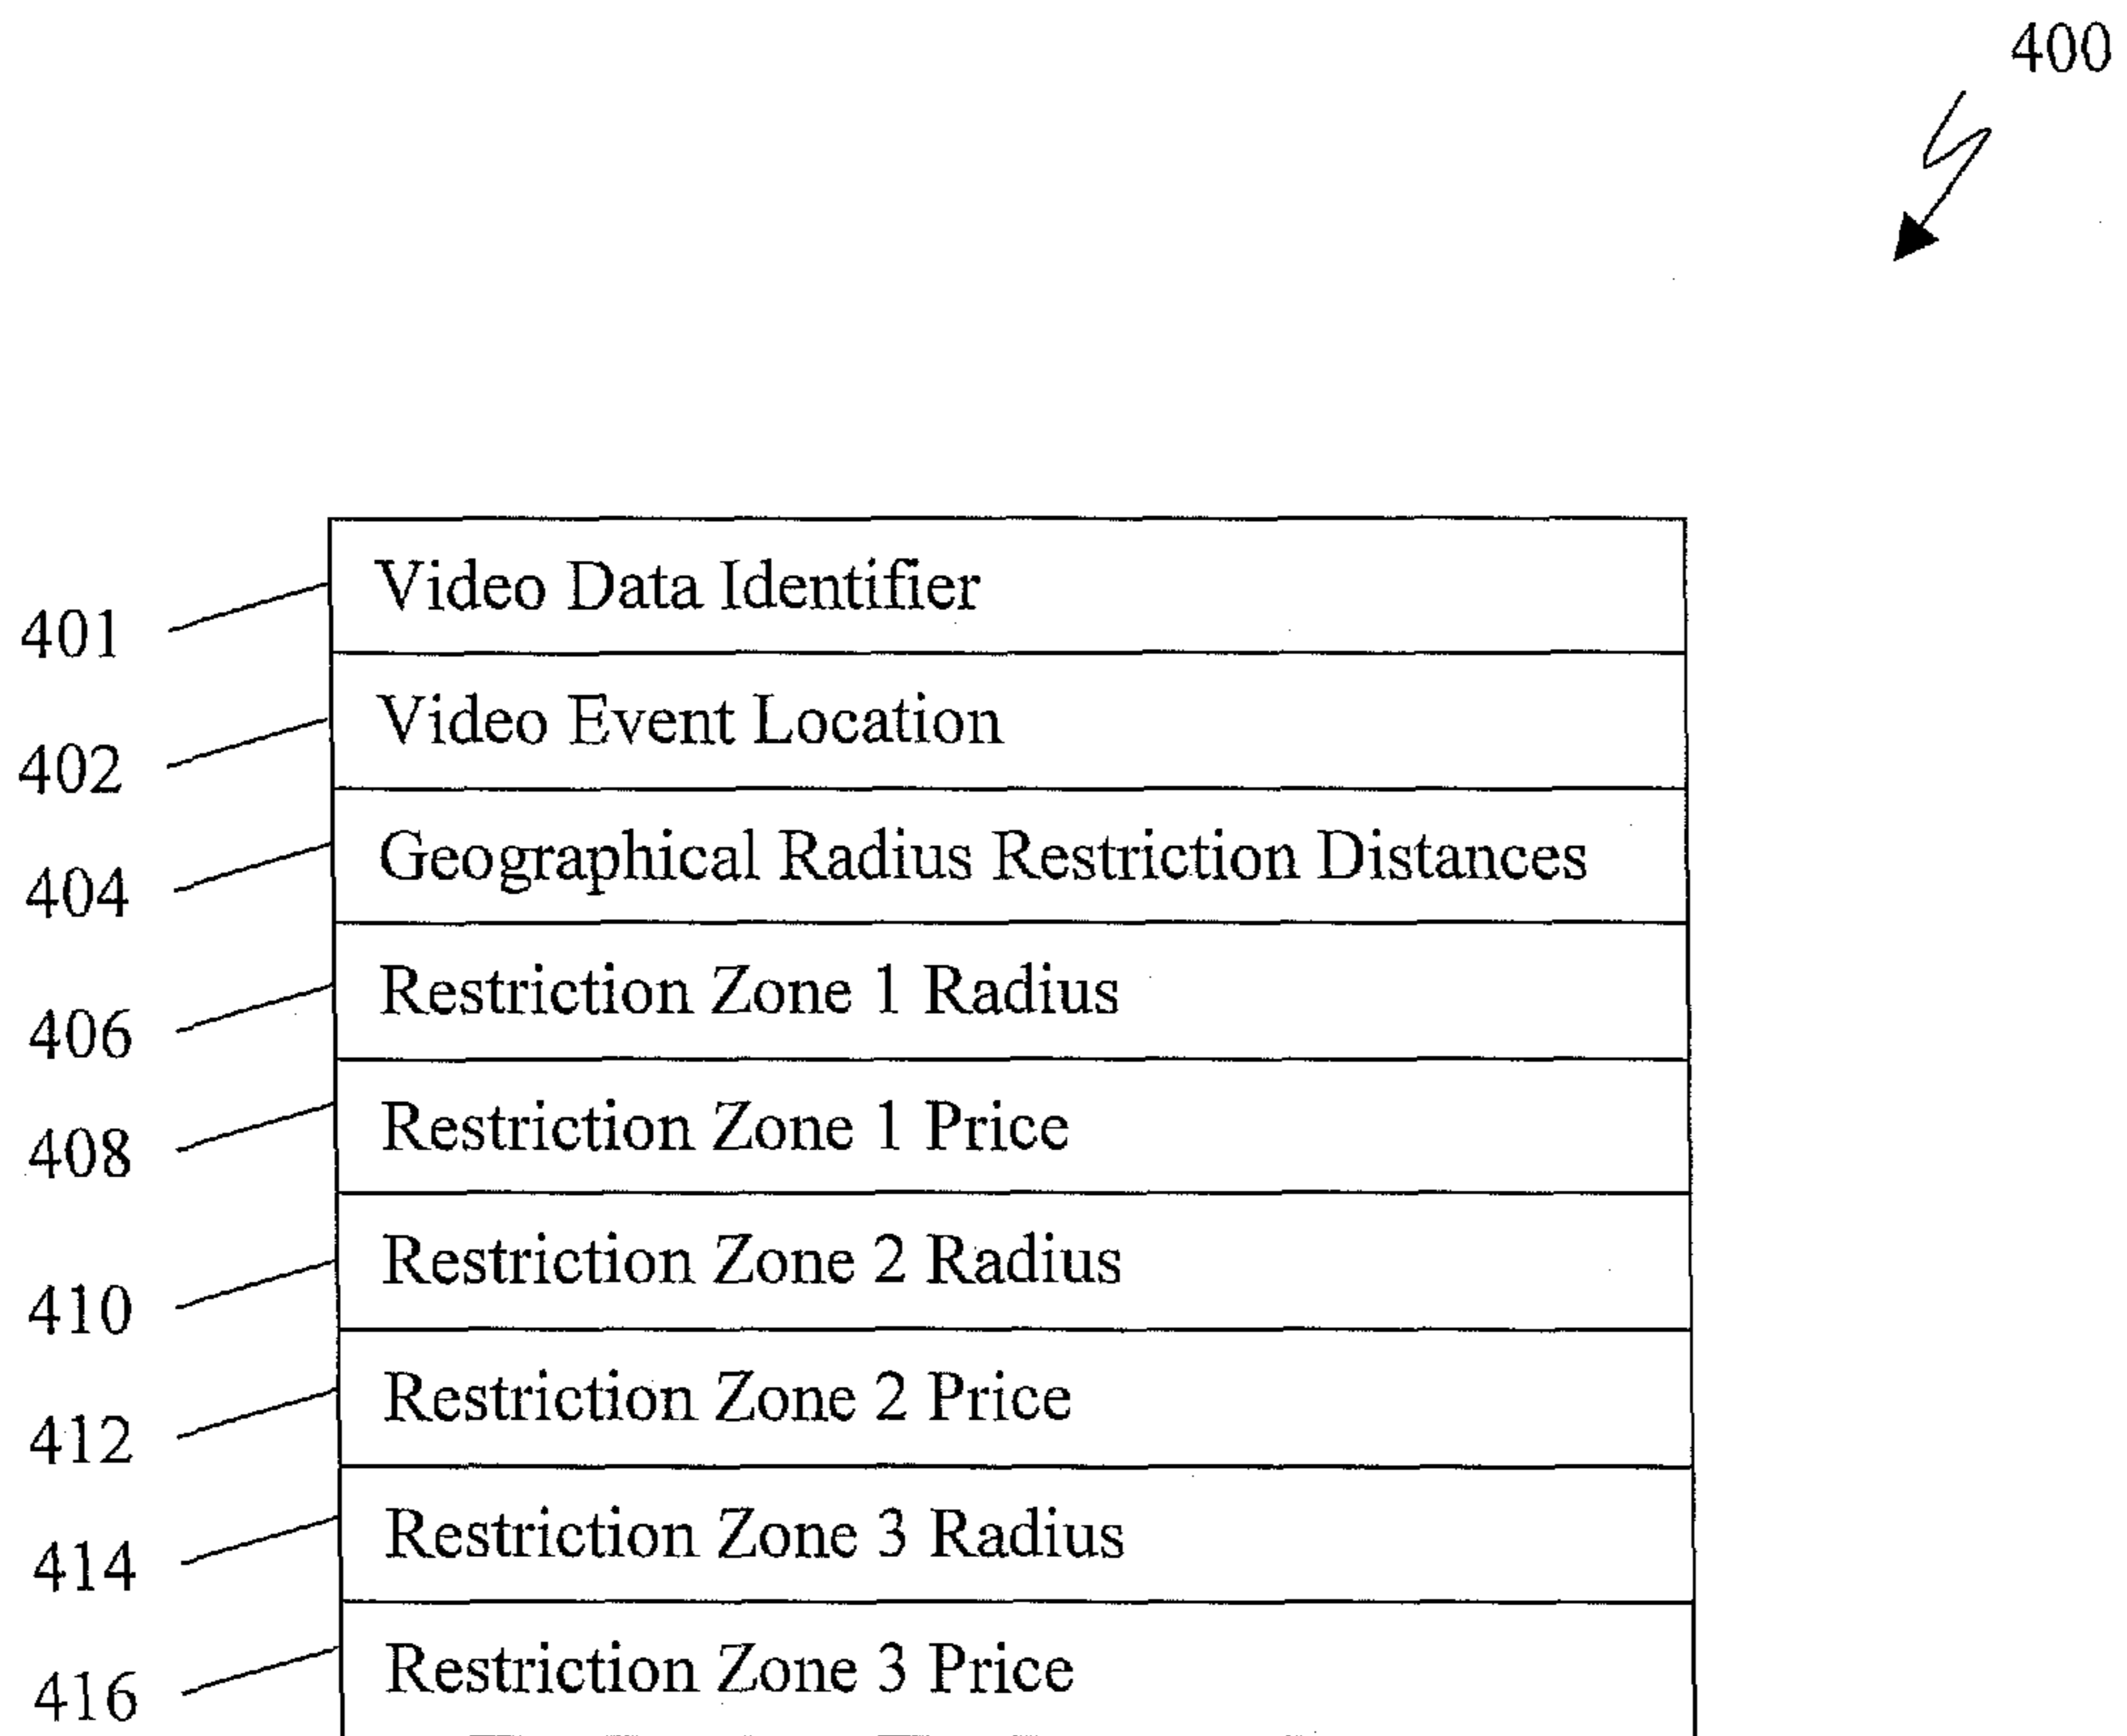 400
401 Video Data Identifier
402 Video Event Location
404 Geographical Radius Restriction Distances
406 Restriction Zone 1 Radius
408 Restriction Zone 1 Price
410 Restriction Zone 2 Radius
412 Restriction Zone 2 Price
414 Restriction Zone 3 Radius
416 Restriction Zone 3 Price